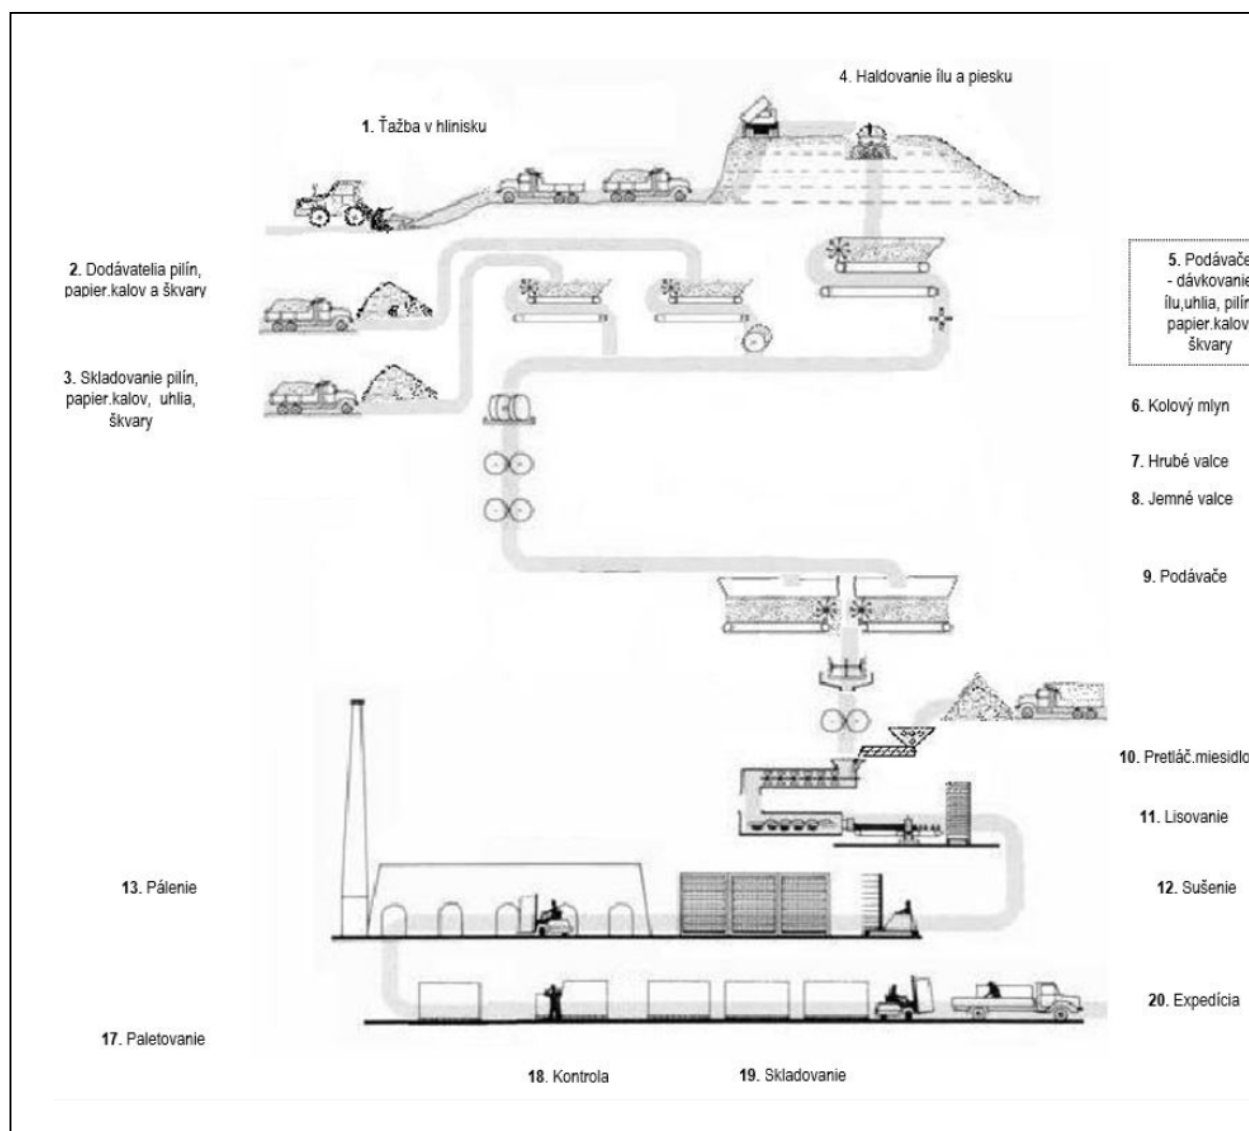 4. Haldovanie ílu a piesku
1. Ťažba v hlinisku
2. Dodávatelia pilín,
papier.kalov a škvary
5. Podávače
- dávkovanie
ílu,uhlia, pilín
papier.kalov
škvary
3. Skladovanie pilín,
papier.kalov, uhlia,
škvary
6. Kolový mlyn
7. Hrubé valce
8. Jemné valce
9. Podávače
10. Pretláč.miesidlo
11. Lisovanie
13. Pálenie
12. Sušenie
20. Expedícia
17. Paletovanie
18. Kontrola
19. Skladovanie